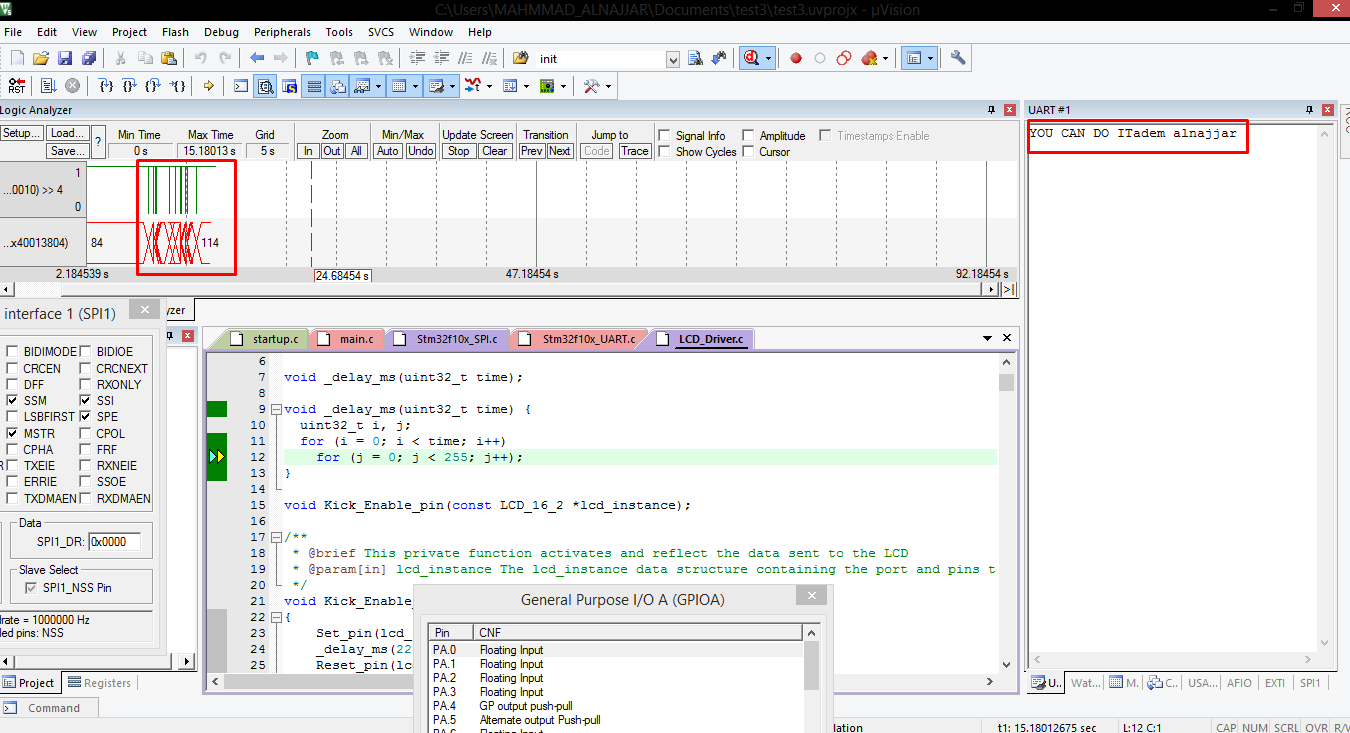 C:\Users\MAHMMAD_ALNAJJAR\Documents\test3\test3.uvprojx - µVision
File Edit View Project Flash Debug Peripherals Tools SVCS Window Help
init
RST
Logic Analyzer
Setup... Load... Save... ?
Min Time Max Time Grid
0 s 15.18013 s 5 s
Zoom
In Out All
Min/Max
Auto Undo
Update Screen
Stop Clear
Transition
Prev Next
Jump to
Code Trace
Signal Info Amplitude Timestamps Enable
Show Cycles Cursor
1
...0010) >> 4
0
...x40013804) 84 114
2.184539 s 24.68454 s 47.18454 s 92.18454 s
UART #1
YOU CAN DO ITadem alnajjar
interface 1 (SPI1)
yzer
BIDIMODE BIDIOE
CRCEN CRCNEXT
DFF RXONLY
SSM SSI
LSBFIRST SPE
MSTR CPOL
CPHA FRF
TXEIE RXNEIE
ERRIE SSOE
TXDMAEN RXDMAEN
Data
SPI1_DR: 0x0000
Slave Select
SPI1_NSS Pin
rate = 1000000 Hz
led pins: NSS
Project Registers
Command
startup.c main.c Stm32f10x_SPI.c Stm32f10x_UART.c LCD_Driver.c
6
7 void _delay_ms(uint32_t time);
8
9 void _delay_ms(uint32_t time) {
10 uint32_t i, j;
11 for (i = 0; i < time; i++)
12 for (j = 0; j < 255; j++);
13 }
14
15 void Kick_Enable_pin(const LCD_16_2 *lcd_instance);
16
17 /**
18 * @brief This private function activates and reflect the data sent to the LCD
19 * @param[in] lcd_instance The lcd_instance data structure containing the port and pins t
20 */
21 void Kick_Enable_
22 {
23 Set_pin(lcd_
24 _delay_ms(22
25 Reset_pin(lc
General Purpose I/O A (GPIOA)
Pin CNF
PA.0 Floating Input
PA.1 Floating Input
PA.2 Floating Input
PA.3 Floating Input
PA.4 GP output push-pull
PA.5 Alternate output Push-pull
U.. Wat... M. C.. USA... AFIO EXTI SPI1
lation t1: 15.18012675 sec L:12 C:1 CAP NUM SCRL OVR R/W